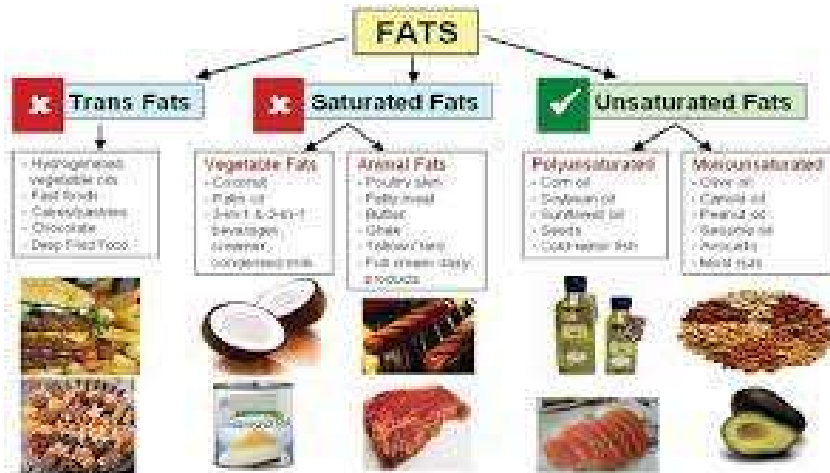 FATS
Trans Fats
Saturated Fats
Unsaturated Fats
- Hydrogenated
vegetable oils
- Fast foods
- Cakes/pastries
- Chocolate
- Deep Fried Food
Vegetable Fats
- Coconut
- Palm oil
- 3-in-1 & 2-in-1
beverages,
creamer,
condensed milk
Animal Fats
- Poultry skin
- Fatty meat
- Butter
- Ghee
- Tallow / lard
- Full cream dairy
products
Polyunsaturated
- Corn oil
- Soybean oil
- Sunflower oil
- Seeds
- Cold-water fish
Monounsaturated
- Olive oil
- Canola oil
- Peanut oil
- Sesame oil
- Avocado
- Most nuts